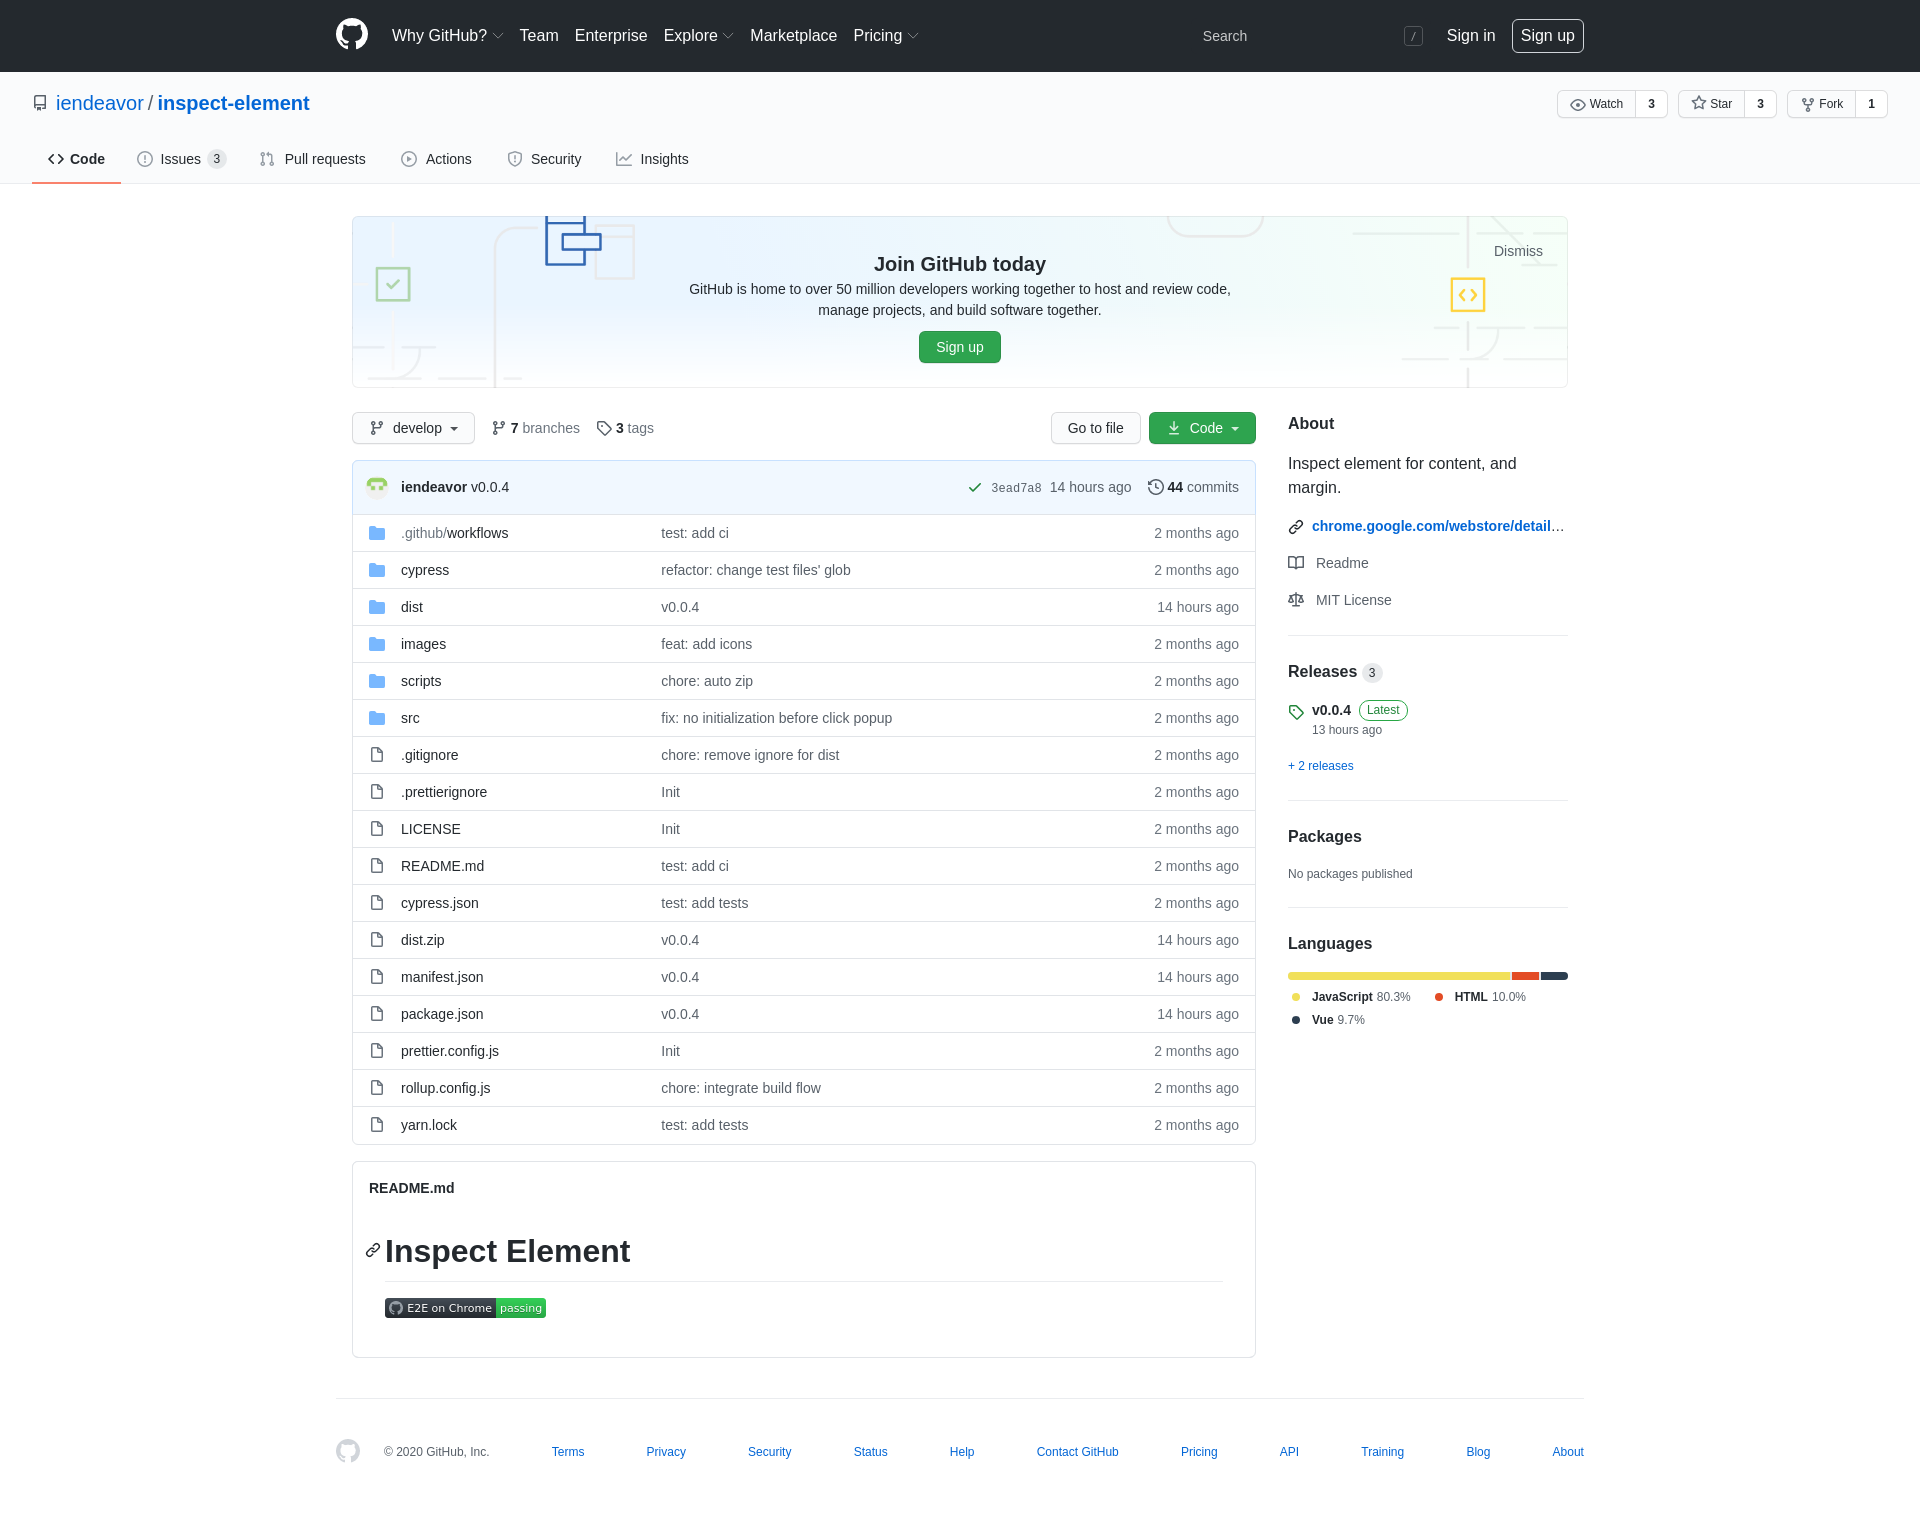 Why GitHub? Team Enterprise Explore Marketplace Pricing Search / Sign in Sign up
iendeavor / inspect-element Watch 3 Star 3 Fork 1
Code Issues 3 Pull requests Actions Security Insights
Dismiss
Join GitHub today
GitHub is home to over 50 million developers working together to host and review code,
manage projects, and build software together.
Sign up
develop 7 branches 3 tags Go to file Code
iendeavor v0.0.4 3ead7a8 14 hours ago 44 commits
.github/workflows test: add ci 2 months ago
cypress refactor: change test files' glob 2 months ago
dist v0.0.4 14 hours ago
images feat: add icons 2 months ago
scripts chore: auto zip 2 months ago
src fix: no initialization before click popup 2 months ago
.gitignore chore: remove ignore for dist 2 months ago
.prettierignore Init 2 months ago
LICENSE Init 2 months ago
README.md test: add ci 2 months ago
cypress.json test: add tests 2 months ago
dist.zip v0.0.4 14 hours ago
manifest.json v0.0.4 14 hours ago
package.json v0.0.4 14 hours ago
prettier.config.js Init 2 months ago
rollup.config.js chore: integrate build flow 2 months ago
yarn.lock test: add tests 2 months ago
README.md
Inspect Element
E2E on Chrome passing
About
Inspect element for content, and
margin.
chrome.google.com/webstore/detail…
Readme
MIT License
Releases 3
v0.0.4 Latest
13 hours ago
+ 2 releases
Packages
No packages published
Languages
JavaScript 80.3% HTML 10.0%
Vue 9.7%
© 2020 GitHub, Inc. Terms Privacy Security Status Help Contact GitHub Pricing API Training Blog About